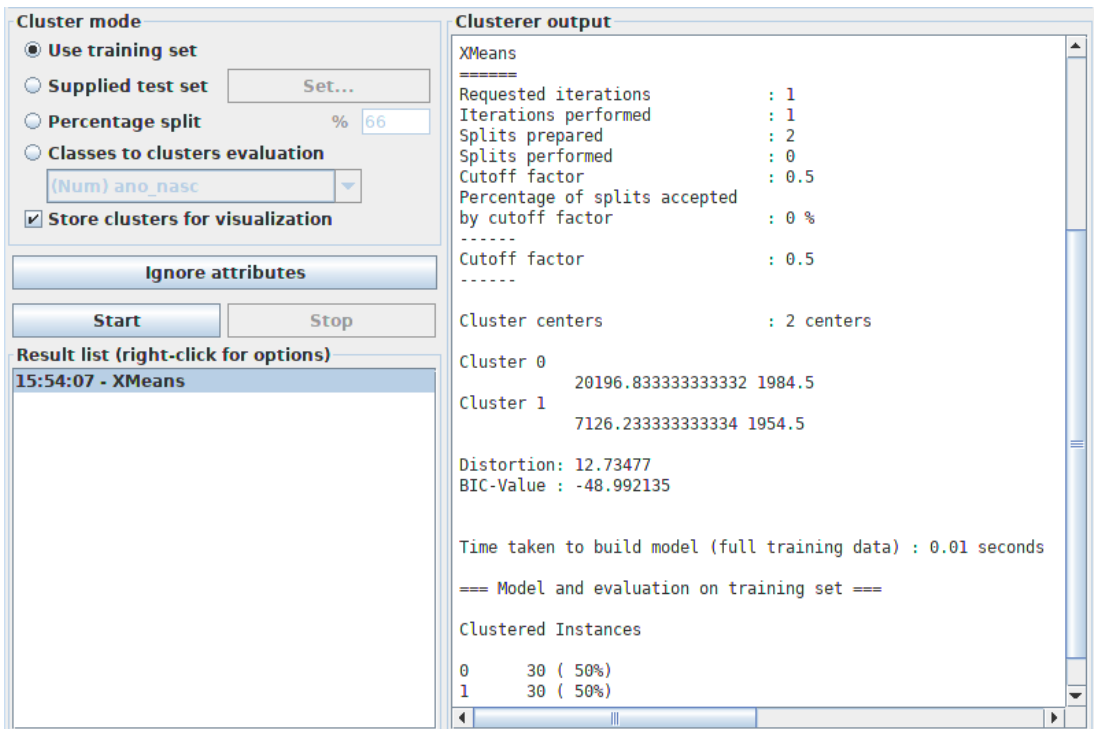 Cluster mode
Use training set
Supplied test set Set...
Percentage split % 66
Classes to clusters evaluation
(Num) ano_nasc
Store clusters for visualization
Ignore attributes
Start Stop
Result list (right-click for options)
15:54:07 - XMeans
Clusterer output
XMeans
======
Requested iterations : 1
Iterations performed : 1
Splits prepared : 2
Splits performed : 0
Cutoff factor : 0.5
Percentage of splits accepted
by cutoff factor : 0 %
------
Cutoff factor : 0.5
------
Cluster centers : 2 centers
Cluster 0
20196.833333333332 1984.5
Cluster 1
7126.233333333334 1954.5
Distortion: 12.73477
BIC-Value : -48.992135
Time taken to build model (full training data) : 0.01 seconds
=== Model and evaluation on training set ===
Clustered Instances
0 30 ( 50%)
1 30 ( 50%)